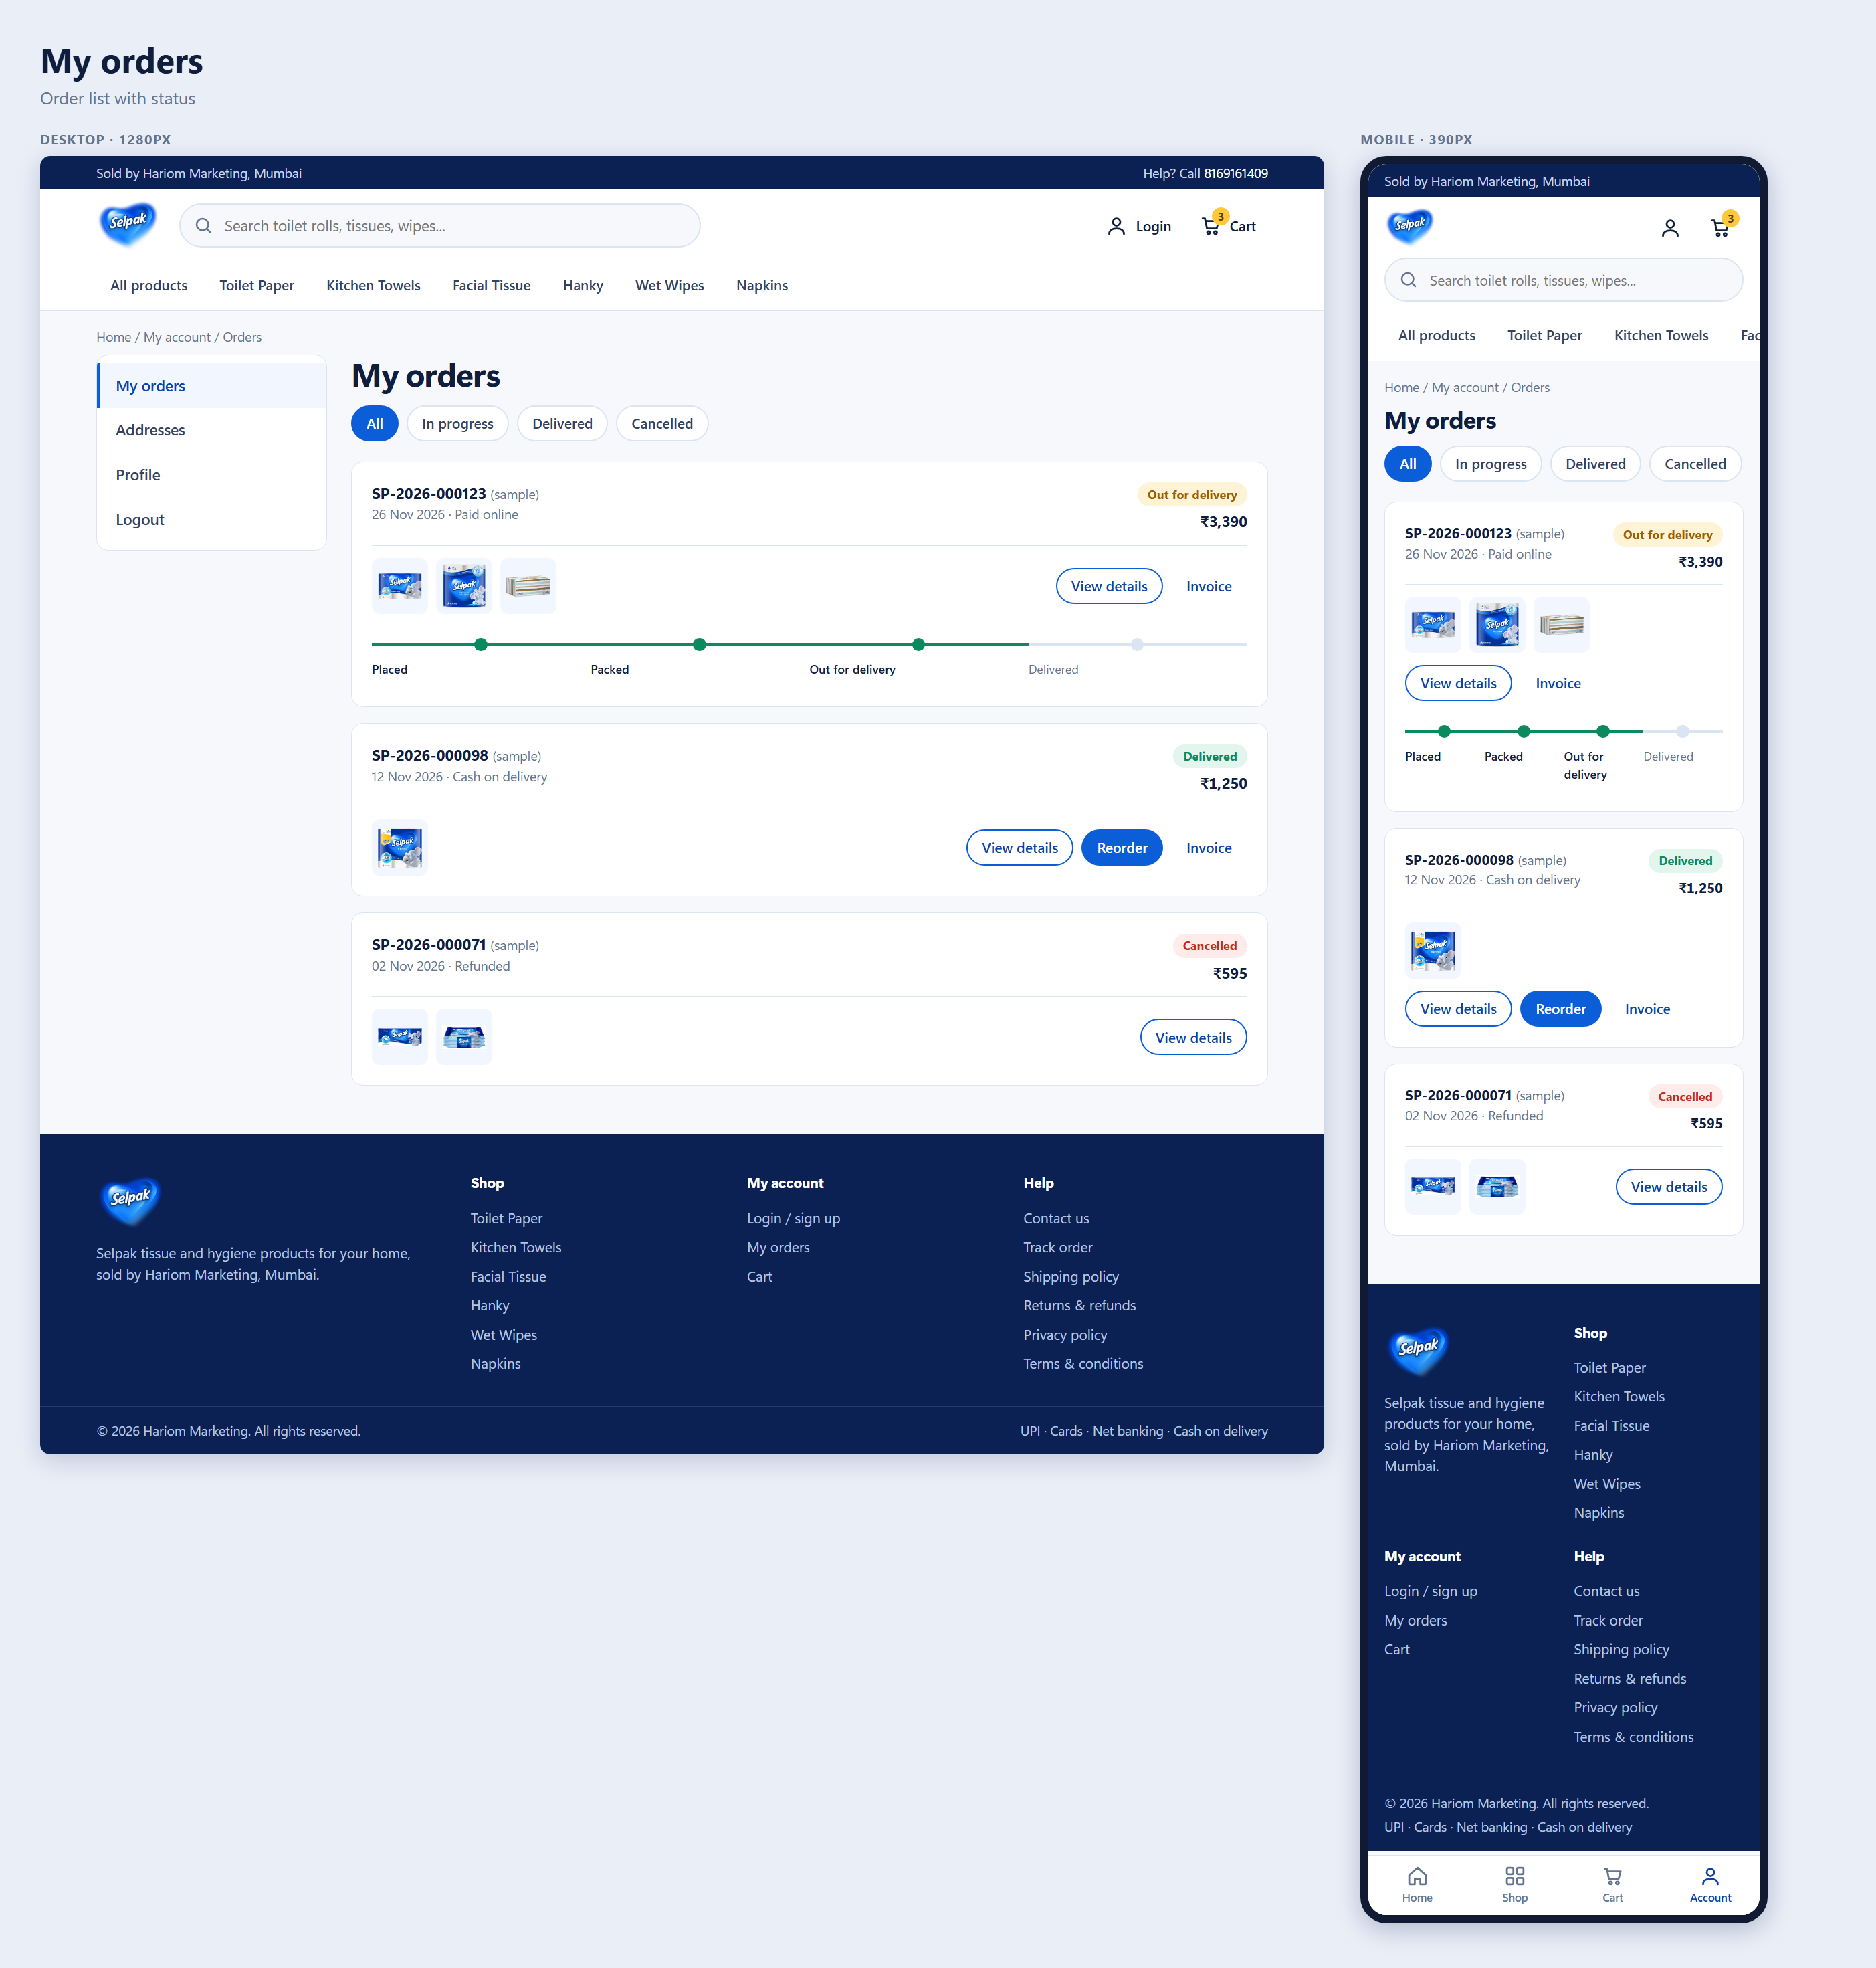 My orders
Order list with status
DESKTOP · 1280PX
Sold by Hariom Marketing, Mumbai
Help? Call 8169161409
Selpak
Search toilet rolls, tissues, wipes...
Login
3
Cart
All products
Toilet Paper
Kitchen Towels
Facial Tissue
Hanky
Wet Wipes
Napkins
Home / My account / Orders
My orders
Addresses
Profile
Logout
My orders
All
In progress
Delivered
Cancelled
SP-2026-000123 (sample)
Out for delivery
26 Nov 2026 · Paid online
₹3,390
Selpak
Selpak
View details
Invoice
Placed
Packed
Out for delivery
Delivered
SP-2026-000098 (sample)
Delivered
12 Nov 2026 · Cash on delivery
₹1,250
Selpak
View details
Reorder
Invoice
SP-2026-000071 (sample)
Cancelled
02 Nov 2026 · Refunded
₹595
View details
Selpak
Selpak tissue and hygiene products for your home,
sold by Hariom Marketing, Mumbai.
Shop
Toilet Paper
Kitchen Towels
Facial Tissue
Hanky
Wet Wipes
Napkins
My account
Login / sign up
My orders
Cart
Help
Contact us
Track order
Shipping policy
Returns & refunds
Privacy policy
Terms & conditions
© 2026 Hariom Marketing. All rights reserved.
UPI · Cards · Net banking · Cash on delivery
MOBILE · 390PX
Sold by Hariom Marketing, Mumbai
Selpak
3
Search toilet rolls, tissues, wipes...
All products
Toilet Paper
Kitchen Towels
Fac
Home / My account / Orders
My orders
All
In progress
Delivered
Cancelled
SP-2026-000123 (sample)
Out for delivery
26 Nov 2026 · Paid online
₹3,390
Selpak
Selpak
View details
Invoice
Placed
Packed
Out for
delivery
Delivered
SP-2026-000098 (sample)
Delivered
12 Nov 2026 · Cash on delivery
₹1,250
Selpak
View details
Reorder
Invoice
SP-2026-000071 (sample)
Cancelled
02 Nov 2026 · Refunded
₹595
View details
Selpak
Selpak tissue and hygiene
products for your home,
sold by Hariom Marketing,
Mumbai.
Shop
Toilet Paper
Kitchen Towels
Facial Tissue
Hanky
Wet Wipes
Napkins
My account
Login / sign up
My orders
Cart
Help
Contact us
Track order
Shipping policy
Returns & refunds
Privacy policy
Terms & conditions
© 2026 Hariom Marketing. All rights reserved.
UPI · Cards · Net banking · Cash on delivery
Home
Shop
Cart
Account